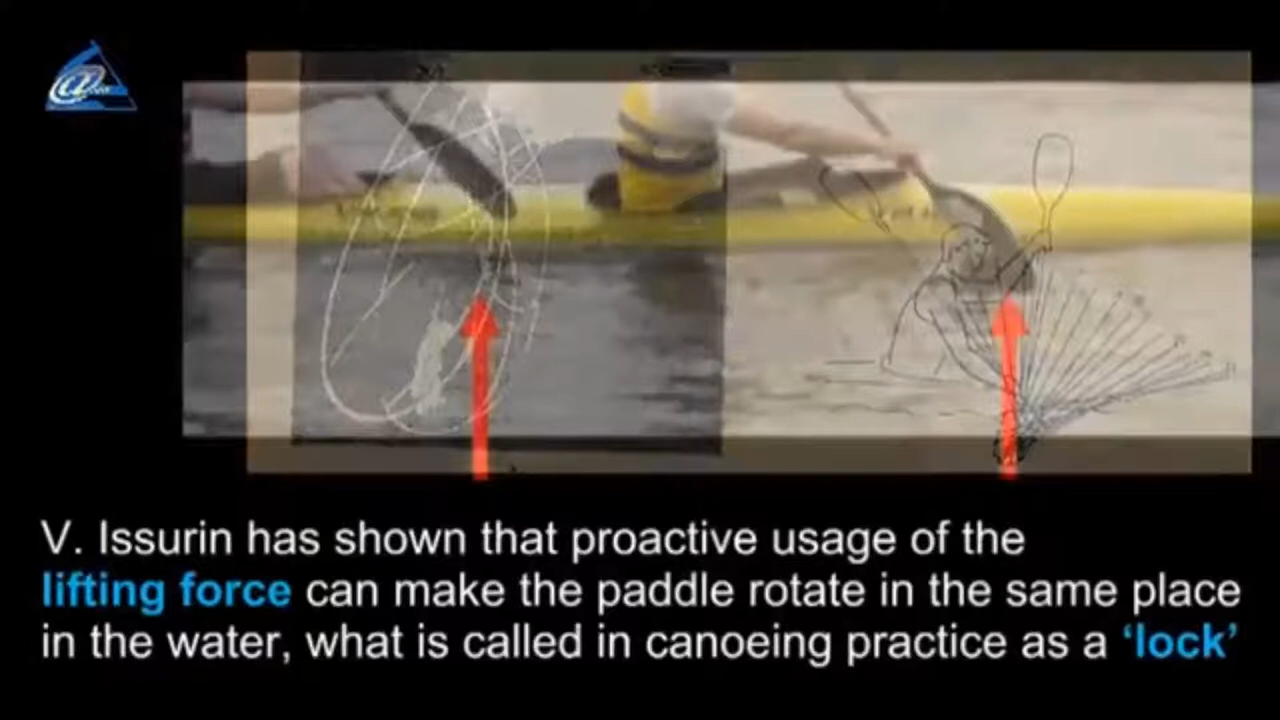 V. Issurin has shown that proactive usage of the
lifting force can make the paddle rotate in the same place
in the water, what is called in canoeing practice as a ‘lock’